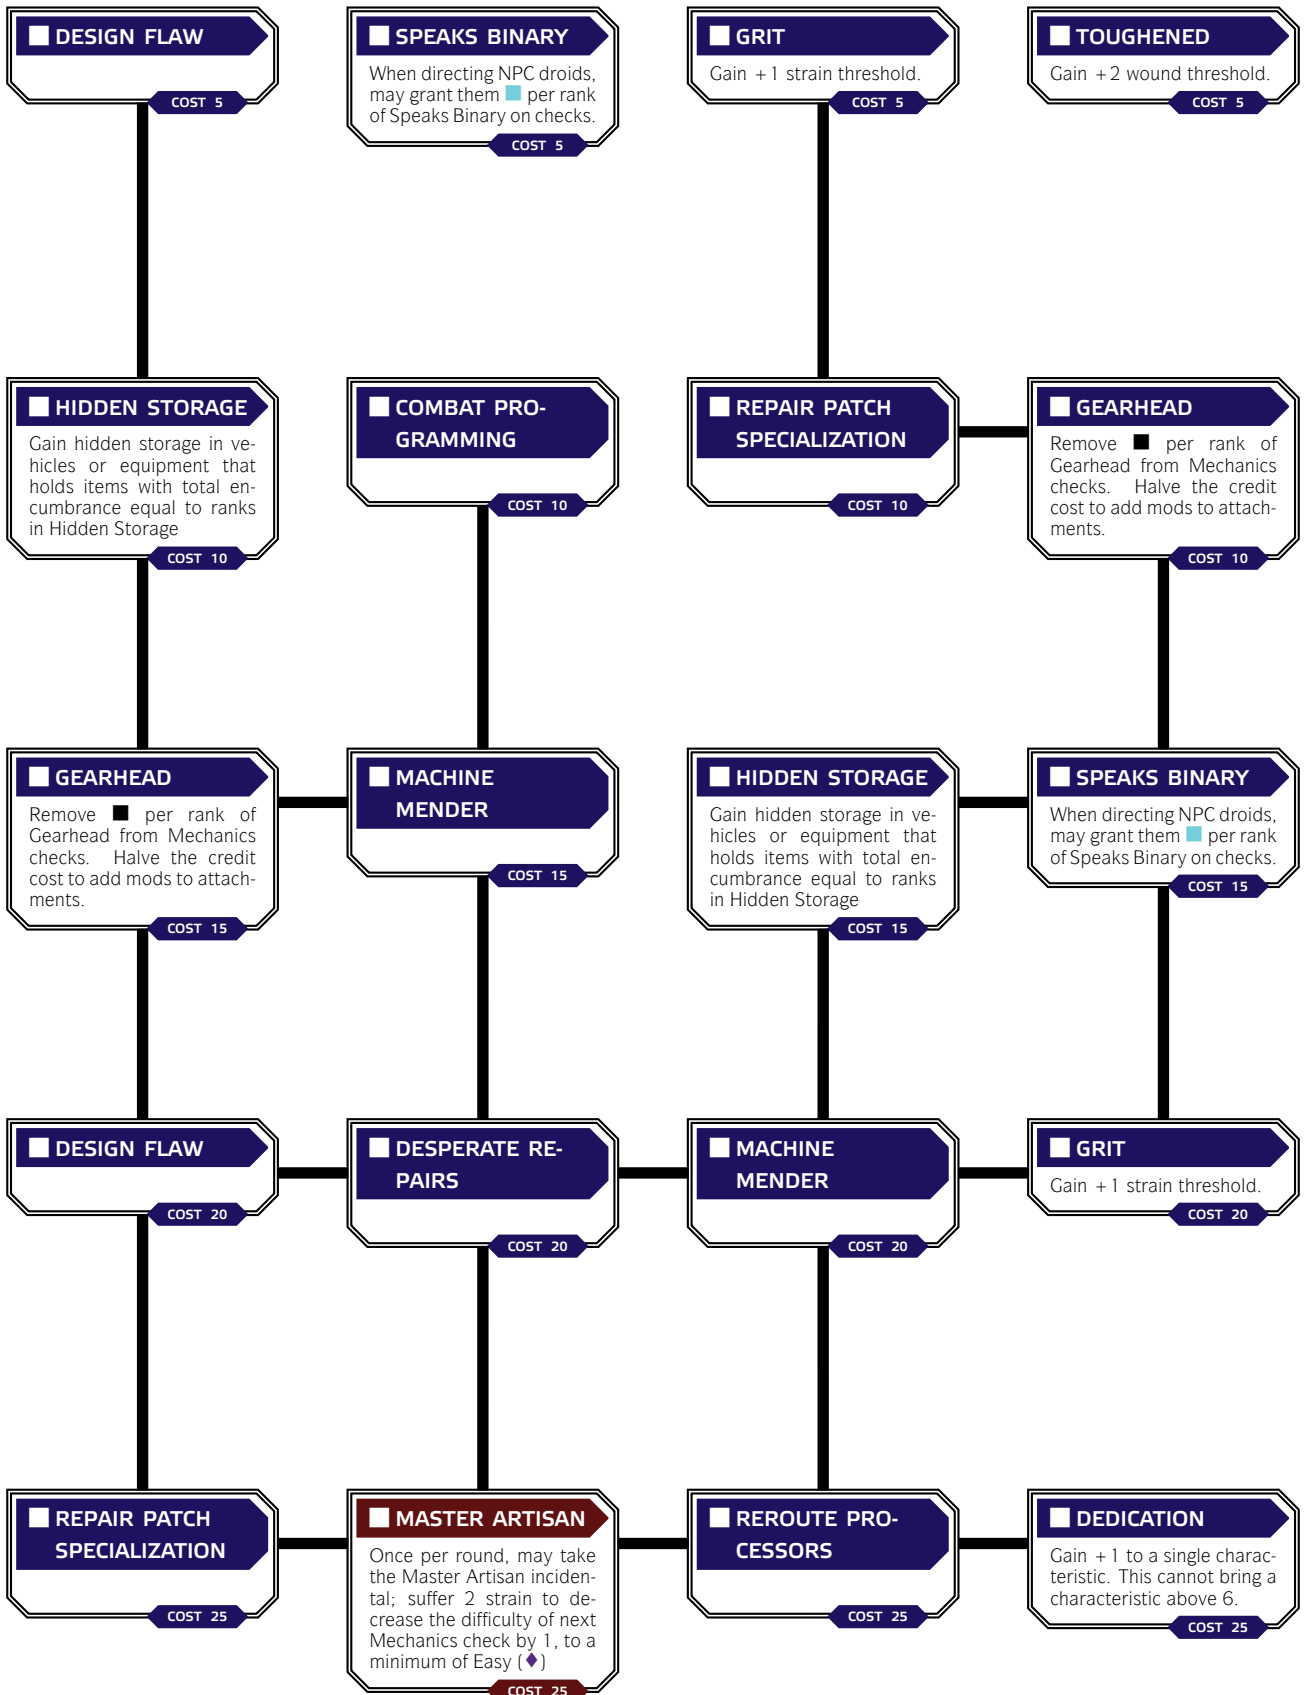 DESIGN FLAW
COST 5
SPEAKS BINARY
When directing NPC droids,
may grant them per rank
of Speaks Binary on checks.
COST 5
GRIT
Gain +1 strain threshold.
COST 5
TOUGHENED
Gain +2 wound threshold.
COST 5
HIDDEN STORAGE
Gain hidden storage in ve-
hicles or equipment that
holds items with total en-
cumbrance equal to ranks
in Hidden Storage
COST 10
COMBAT PRO-
GRAMMING
COST 10
REPAIR PATCH
SPECIALIZATION
COST 10
GEARHEAD
Remove ■ per rank of
Gearhead from Mechanics
checks. Halve the credit
cost to add mods to attach-
ments.
COST 10
GEARHEAD
Remove ■ per rank of
Gearhead from Mechanics
checks. Halve the credit
cost to add mods to attach-
ments.
COST 15
MACHINE
MENDER
COST 15
HIDDEN STORAGE
Gain hidden storage in ve-
hicles or equipment that
holds items with total en-
cumbrance equal to ranks
in Hidden Storage
COST 15
SPEAKS BINARY
When directing NPC droids,
may grant them per rank
of Speaks Binary on checks.
COST 15
DESIGN FLAW
COST 20
DESPERATE RE-
PAIRS
COST 20
MACHINE
MENDER
COST 20
GRIT
Gain +1 strain threshold.
COST 20
REPAIR PATCH
SPECIALIZATION
COST 25
MASTER ARTISAN
Once per round, may take
the Master Artisan inciden-
tal; suffer 2 strain to de-
crease the difficulty of next
Mechanics check by 1, to a
minimum of Easy (♦)
COST 25
REROUTE PRO-
CESSORS
COST 25
DEDICATION
Gain +1 to a single charac-
teristic. This cannot bring a
characteristic above 6.
COST 25